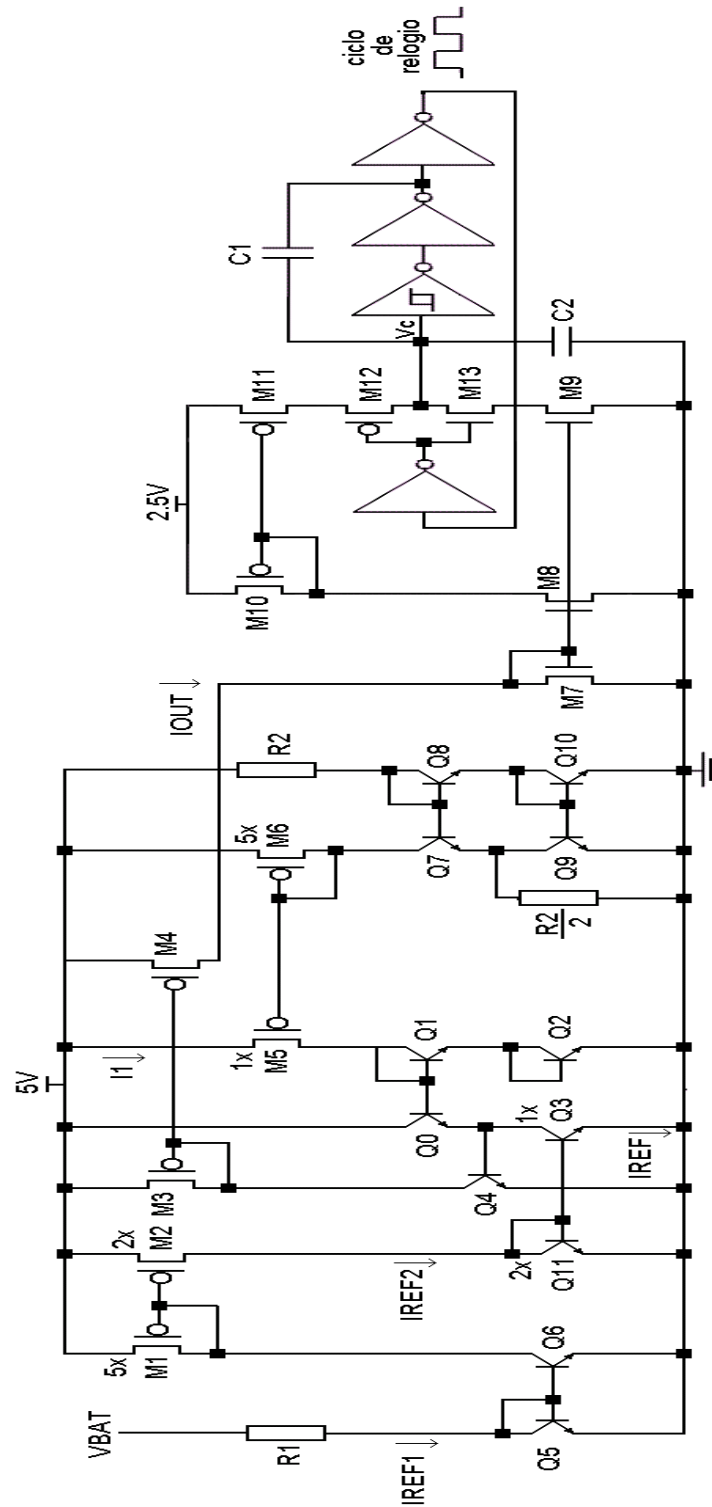 VBAT
R1
IREF1
Q5
Q6
5x
M1
2x
M2
IREF2
2x
Q11
5V
M3
M4
Q4
Q0
Q1
Q2
1x
Q3
IREF
I1
1x
M5
5x
M6
R2
Q7
Q8
Q9
Q10
R2
2
IOUT
M7
M8
M9
M10
2.5V
M11
M12
M13
Vc
C1
C2
ciclo
de
relogio